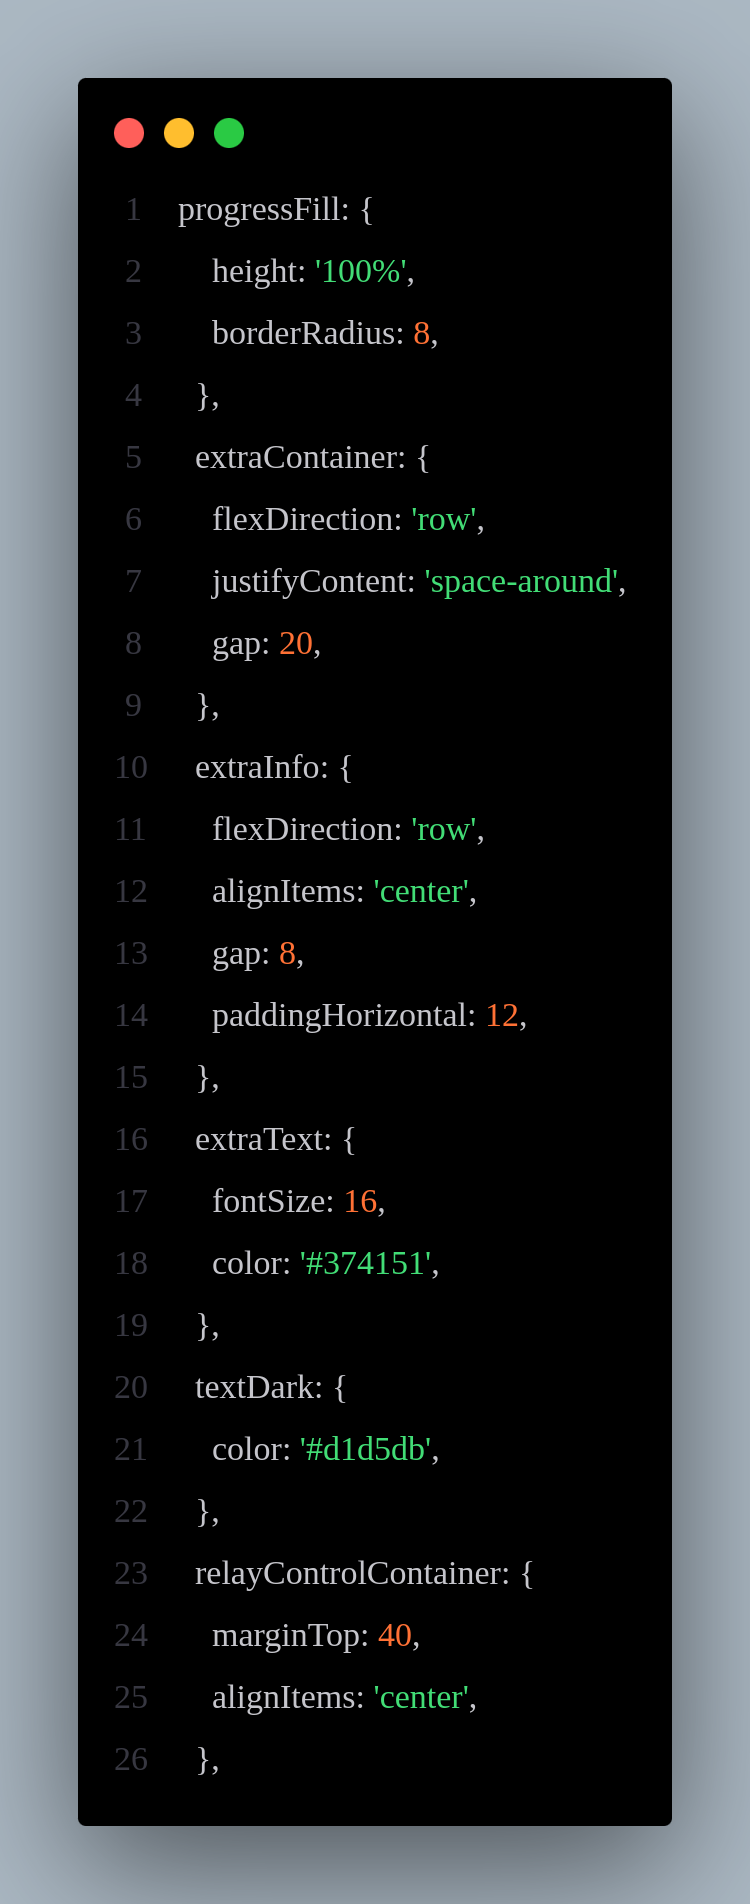 1 progressFill: {
2 height: '100%',
3 borderRadius: 8,
4 },
5 extraContainer: {
6 flexDirection: 'row',
7 justifyContent: 'space-around',
8 gap: 20,
9 },
10 extraInfo: {
11 flexDirection: 'row',
12 alignItems: 'center',
13 gap: 8,
14 paddingHorizontal: 12,
15 },
16 extraText: {
17 fontSize: 16,
18 color: '#374151',
19 },
20 textDark: {
21 color: '#d1d5db',
22 },
23 relayControlContainer: {
24 marginTop: 40,
25 alignItems: 'center',
26 },